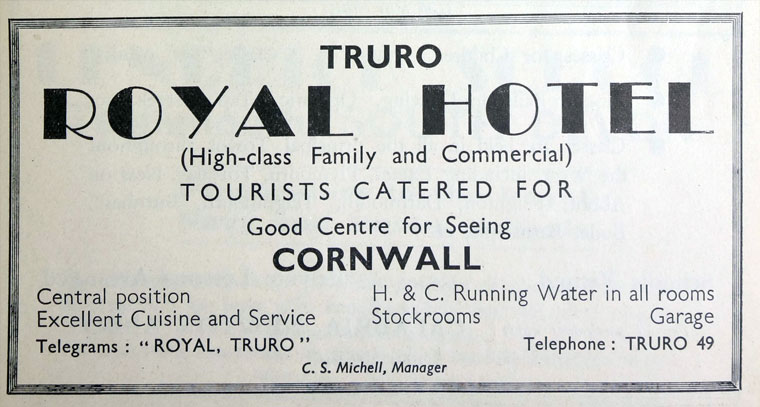 TRURO
ROYAL HOTEL
(High-class Family and Commercial)
TOURISTS CATERED FOR
Good Centre for Seeing
CORNWALL
Central position
H. & C. Running Water in all rooms
Excellent Cuisine and Service
Stockrooms Garage
Telegrams : "ROYAL, TRURO"
Telephone : TRURO 49
C. S. Michell, Manager